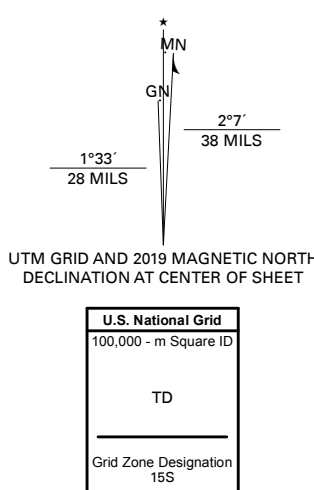 ★
MN
GN
2°7´
38 MILS
1°33´
28 MILS
UTM GRID AND 2019 MAGNETIC NORTH
DECLINATION AT CENTER OF SHEET
U.S. National Grid
100,000 - m Square ID
TD
Grid Zone Designation
15S